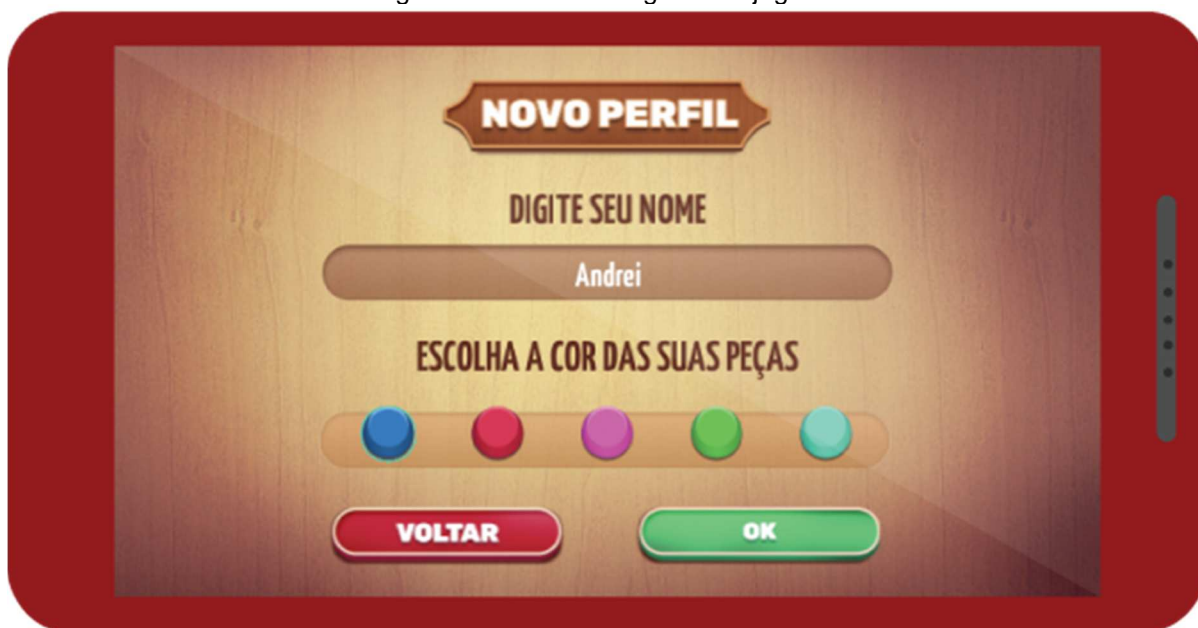 NOVO PERFIL
DIGITE SEU NOME
Andrei
ESCOLHA A COR DAS SUAS PEÇAS
VOLTAR OK